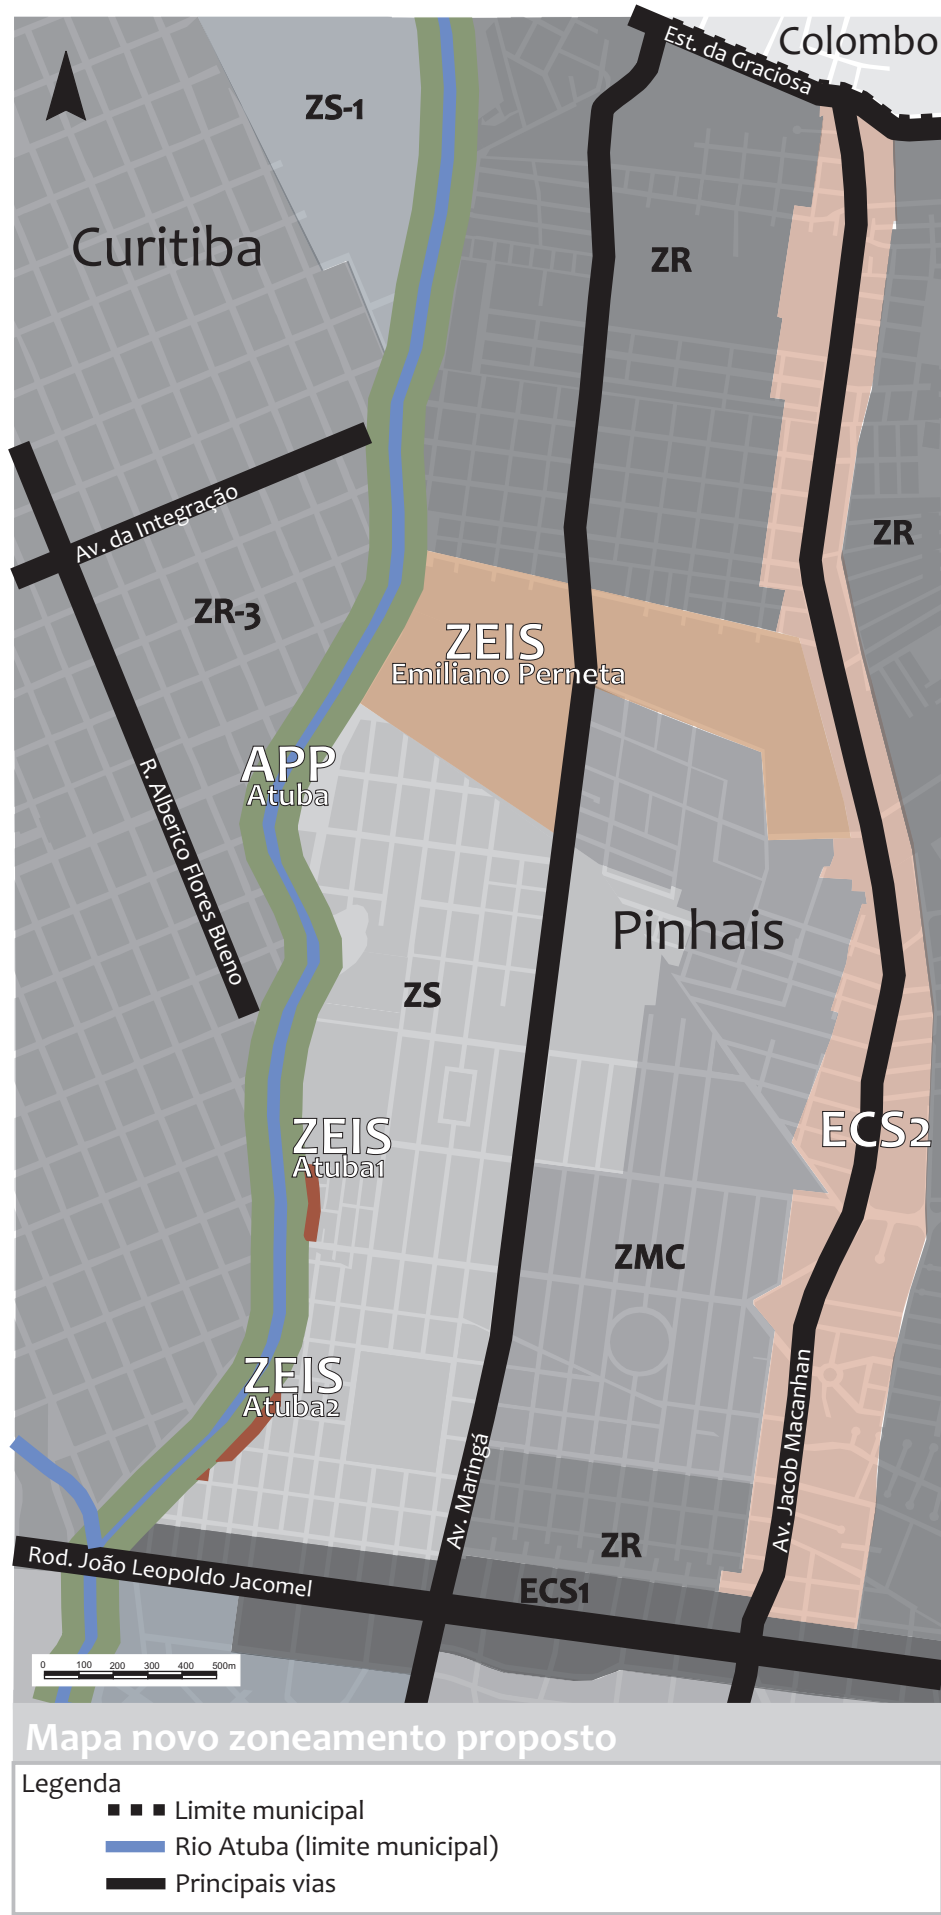 Colombo
Est. da Graciosa
ZS-1
Curitiba
ZR
Av. da Integração
ZR
ZR-3
ZEIS
Emiliano Perneta
APP
Atuba
R. Alberico Flores Bueno
Pinhais
ZS
ZEIS
Atuba1
ECS2
ZMC
ZEIS
Atuba2
Av. Maringá
Av. Jacob Macanhan
ZR
Rod. João Leopoldo Jacomel
ECS1
0 100 200 300 400 500m
Mapa novo zoneamento proposto
Legenda
Limite municipal
Rio Atuba (limite municipal)
Principais vias